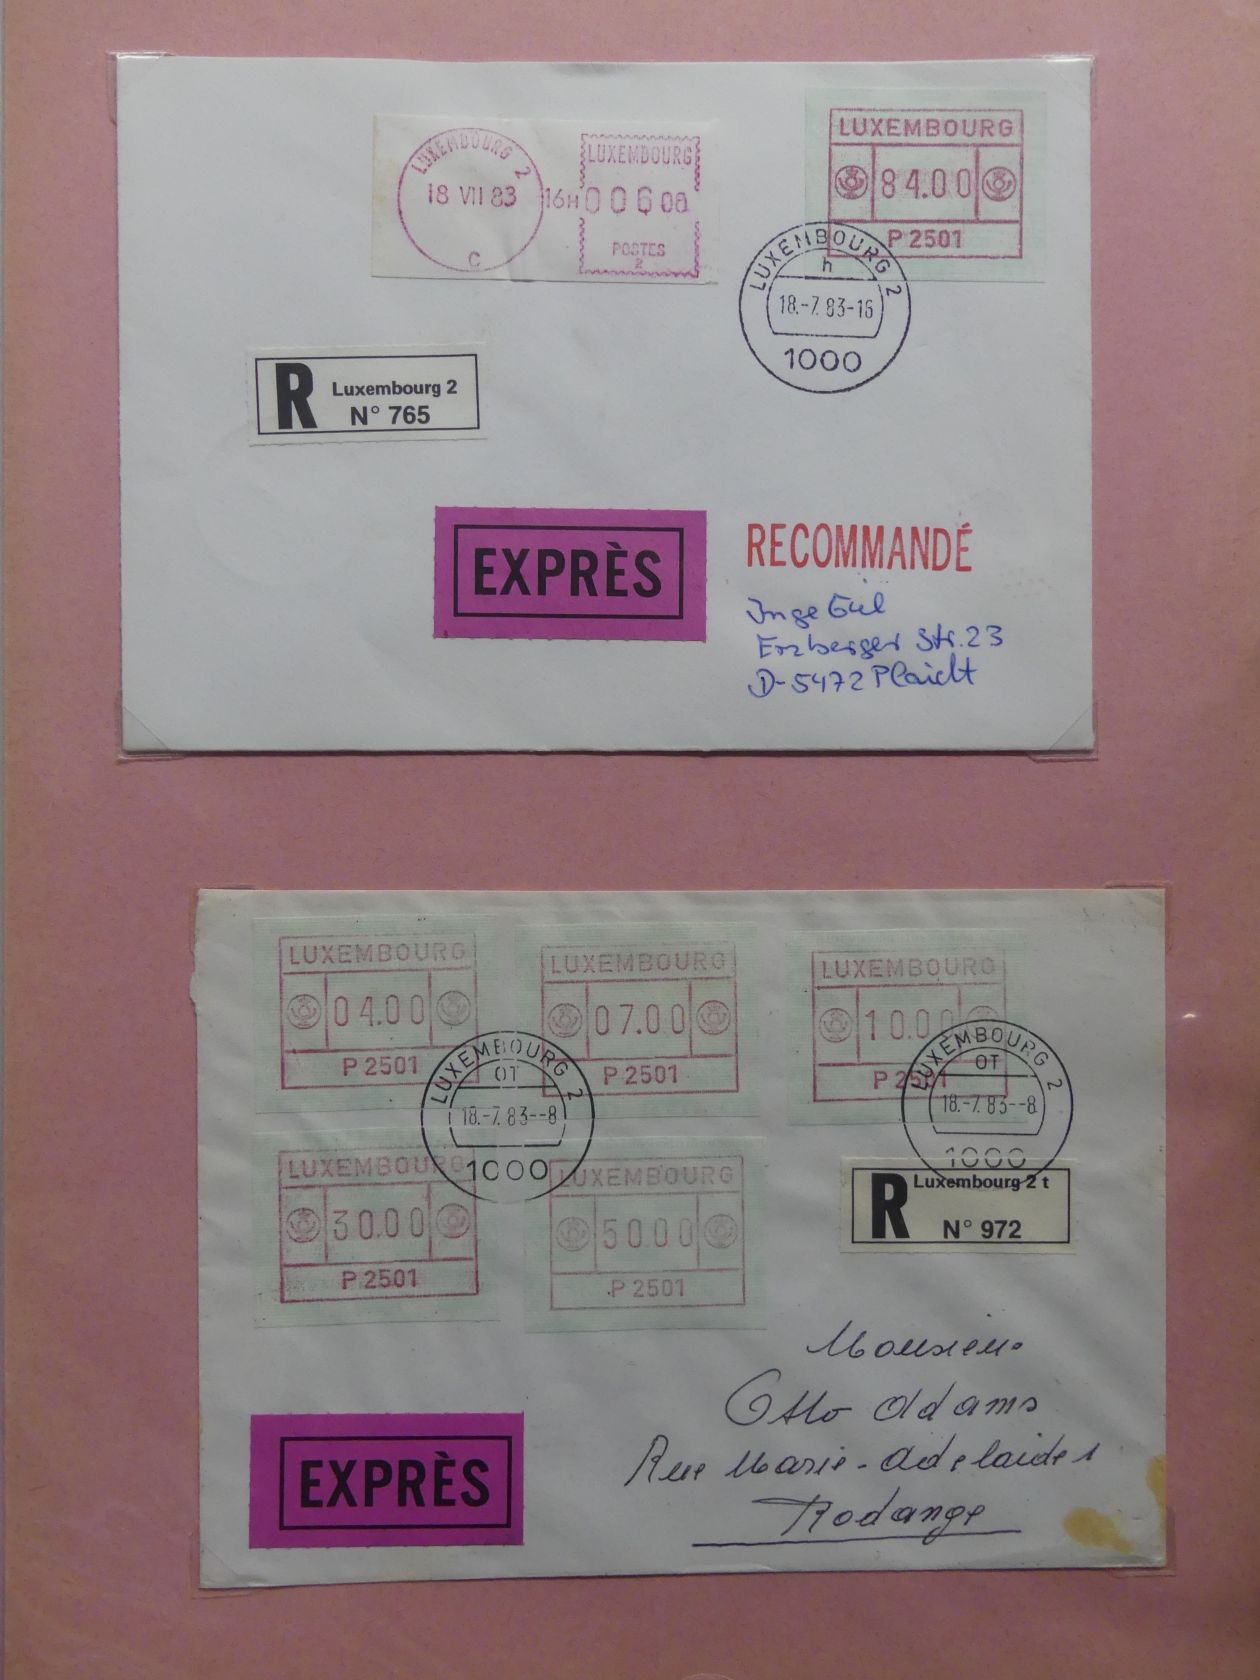 LUXEMBOURG 2
18 VII 83
16H
C
LUXEMBOURG
006 00
POSTES
2
LUXEMBOURG
84.00
P 2501
LUXEMBOURG 2
h
18.-7.83-16
1000
R
Luxembourg 2
N° 765
EXPRÈS
RECOMMANDÉ
Inge Giel
Erzberger Str. 23
D-5472 Plaidt
LUXEMBOURG
04.00
P 2501
LUXEMBOURG
07.00
P 2501
LUXEMBOURG
10.00
P 2501
LUXEMBOURG 2
OT
18.-7.83--8
1000
LUXEMBOURG 2
OT
18.-7.83--8
1000
LUXEMBOURG
30.00
P 2501
LUXEMBOURG
50.00
P 2501
R
Luxembourg 2 t
N° 972
Monsieur
Otto Adams
Rue Marie-Adelaide 1
Rodange
EXPRÈS